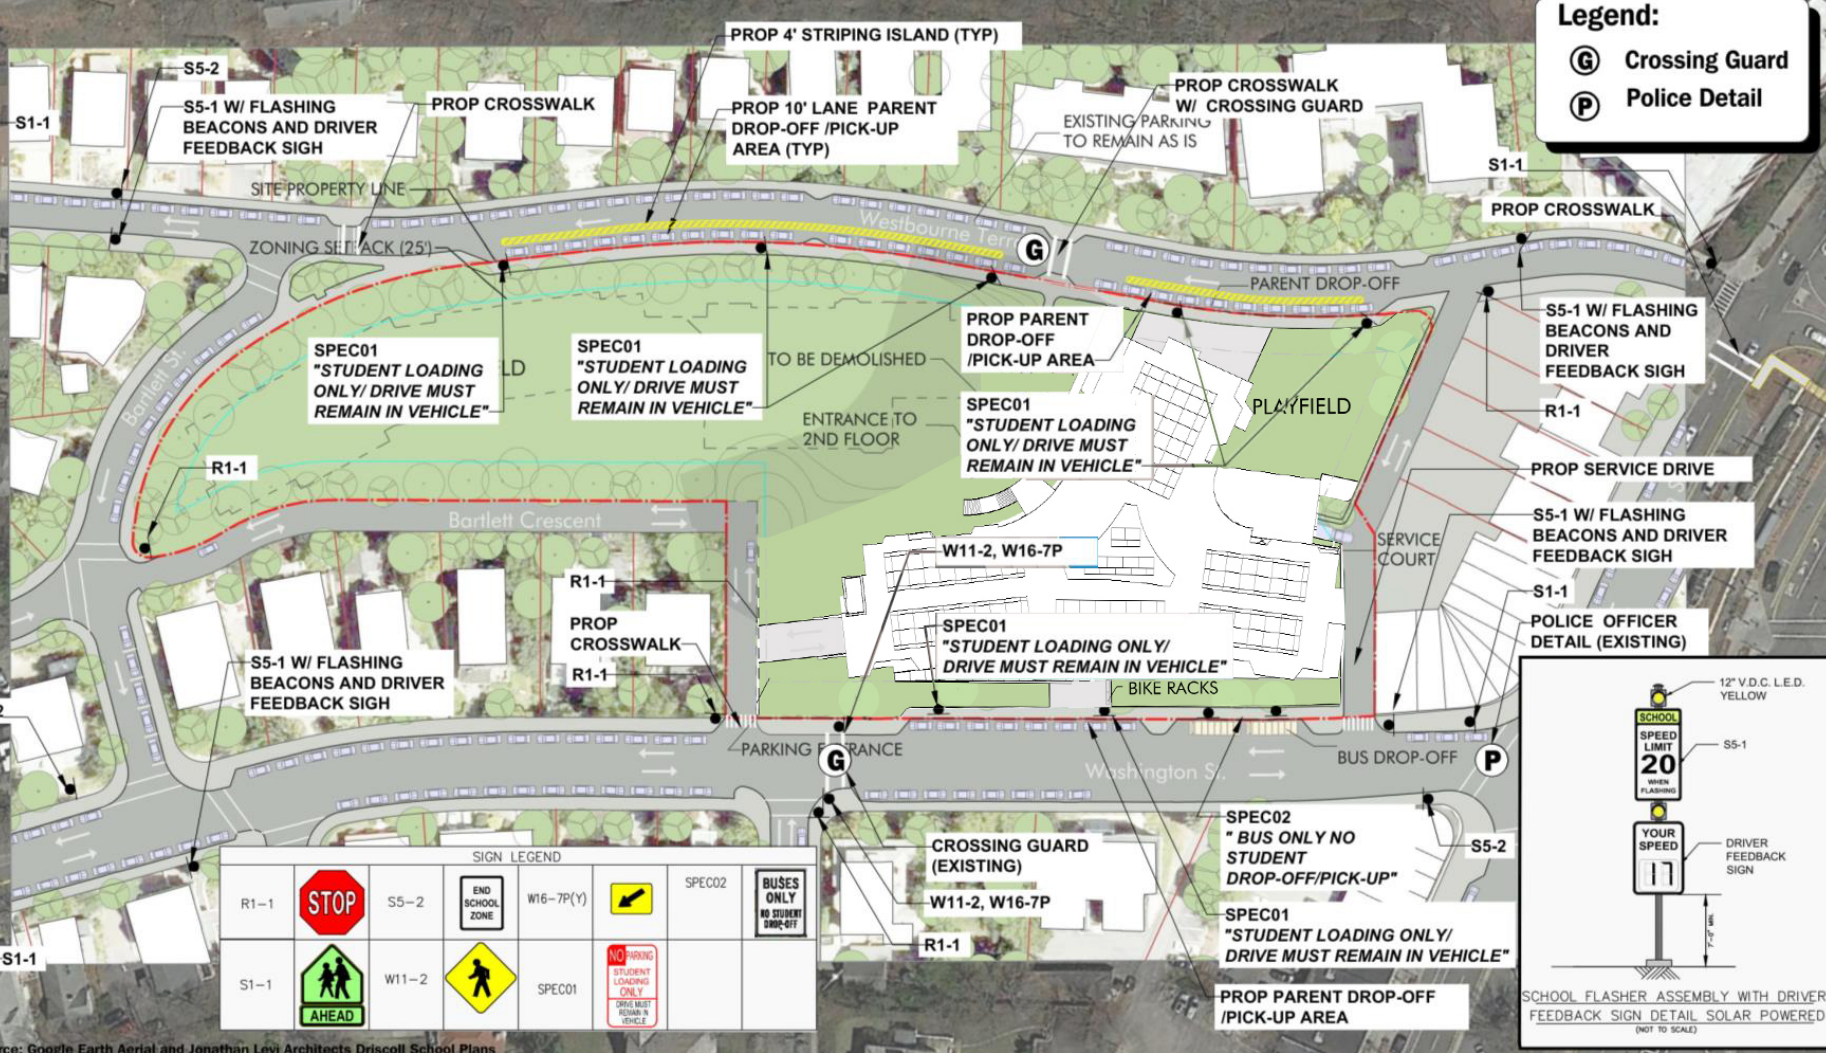 Legend:
G Crossing Guard
P Police Detail
PROP 4' STRIPING ISLAND (TYP)
S5-2
S5-1 W/ FLASHING
BEACONS AND DRIVER
FEEDBACK SIGH
S1-1
PROP CROSSWALK
PROP 10' LANE PARENT
DROP-OFF /PICK-UP
AREA (TYP)
PROP CROSSWALK
W/ CROSSING GUARD
EXISTING PARKING
TO REMAIN AS IS
S1-1
PROP CROSSWALK
SITE PROPERTY LINE
ZONING SETBACK (25')
Westbourne Terr
G
PARENT DROP-OFF
S5-1 W/ FLASHING
BEACONS AND
DRIVER
FEEDBACK SIGH
R1-1
SPEC01
"STUDENT LOADING
ONLY/ DRIVE MUST
REMAIN IN VEHICLE"
LD
SPEC01
"STUDENT LOADING
ONLY/ DRIVE MUST
REMAIN IN VEHICLE"
TO BE DEMOLISHED
ENTRANCE TO
2ND FLOOR
PROP PARENT
DROP-OFF
/PICK-UP AREA
SPEC01
"STUDENT LOADING
ONLY/ DRIVE MUST
REMAIN IN VEHICLE"
PLAYFIELD
Bartlett St.
R1-1
Bartlett Crescent
PROP SERVICE DRIVE
S5-1 W/ FLASHING
BEACONS AND DRIVER
FEEDBACK SIGH
SERVICE
COURT
S1-1
POLICE OFFICER
DETAIL (EXISTING)
W11-2, W16-7P
R1-1
PROP
CROSSWALK
R1-1
SPEC01
"STUDENT LOADING ONLY/
DRIVE MUST REMAIN IN VEHICLE"
BIKE RACKS
S5-1 W/ FLASHING
BEACONS AND DRIVER
FEEDBACK SIGH
2
PARKING ENTRANCE
G
Washington S..
BUS DROP-OFF
P
CROSSING GUARD
(EXISTING)
W11-2, W16-7P
R1-1
SPEC02
" BUS ONLY NO
STUDENT
DROP-OFF/PICK-UP"
S5-2
SPEC01
"STUDENT LOADING ONLY/
DRIVE MUST REMAIN IN VEHICLE"
PROP PARENT DROP-OFF
/PICK-UP AREA
S1-1
SIGN LEGEND
R1-1
STOP
S5-2
END
SCHOOL
ZONE
W16-7P(Y)
SPEC02
BUSES
ONLY
NO STUDENT
DROP-OFF
S1-1
AHEAD
W11-2
SPEC01
NO PARKING
STUDENT
LOADING
ONLY
DRIVE MUST
REMAIN IN
VEHICLE
12" V.D.C. L.E.D.
YELLOW
SCHOOL
SPEED
LIMIT
20
WHEN
FLASHING
S5-1
YOUR
SPEED
17
DRIVER
FEEDBACK
SIGN
7'-0" MIN.
SCHOOL FLASHER ASSEMBLY WITH DRIVER
FEEDBACK SIGN DETAIL SOLAR POWERED
(NOT TO SCALE)
rce: Google Earth Aerial and Jonathan Levi Architects Driscoll School Plans